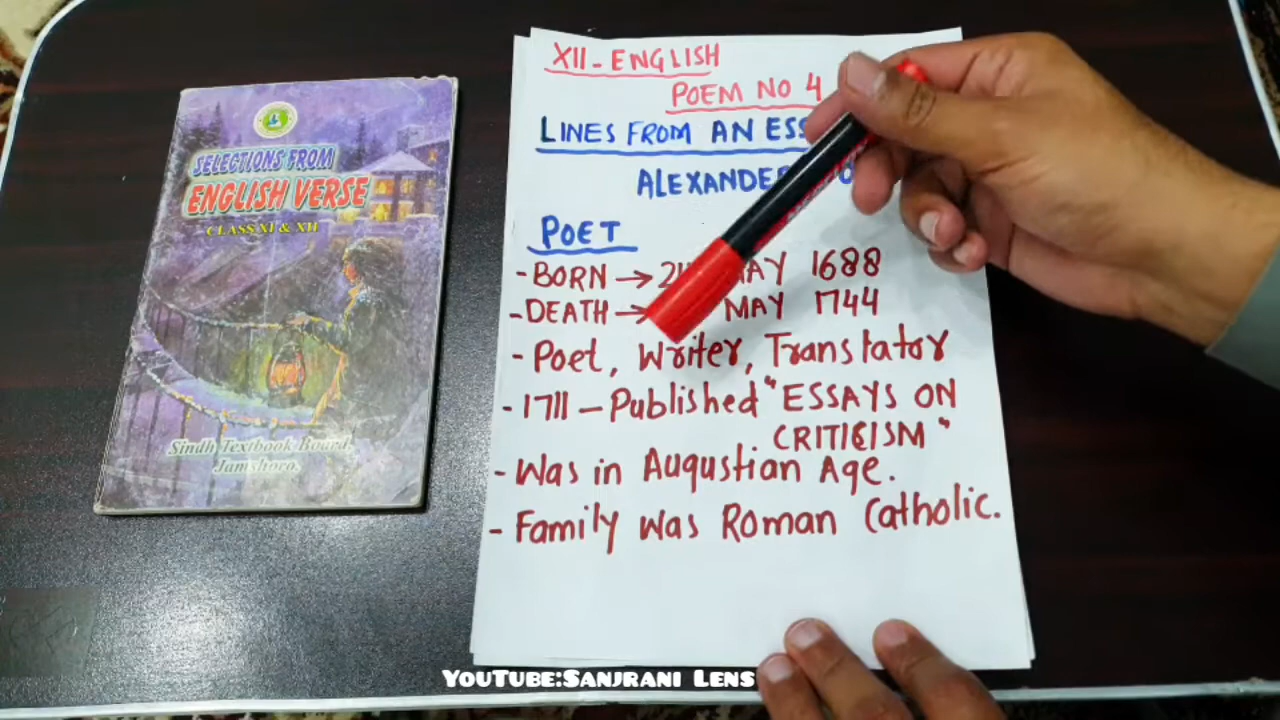 SELECTIONS FROM
ENGLISH VERSE
CLASS XI & XII
Sindh Textbook Board,
Jamshoro.
XII - ENGLISH
POEM NO 4
LINES FROM AN ESS
ALEXANDER
POET
- BORN → MAY 1688
- DEATH → MAY 1744
- Poet, Writer, Translator
- 1711 - Published "ESSAYS ON
CRITICISM"
- Was in Augustian Age.
- Family was Roman Catholic.
YOUTUBE:SANJRANI LENS